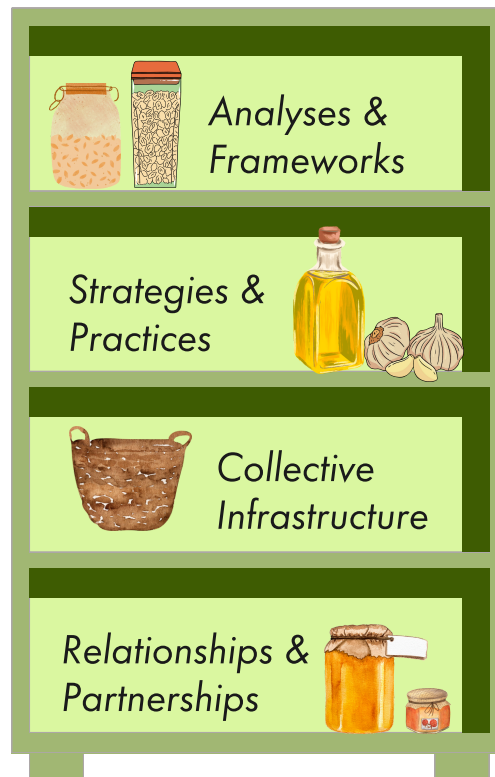 Analyses &
Frameworks
Strategies &
Practices
Collective
Infrastructure
Relationships &
Partnerships